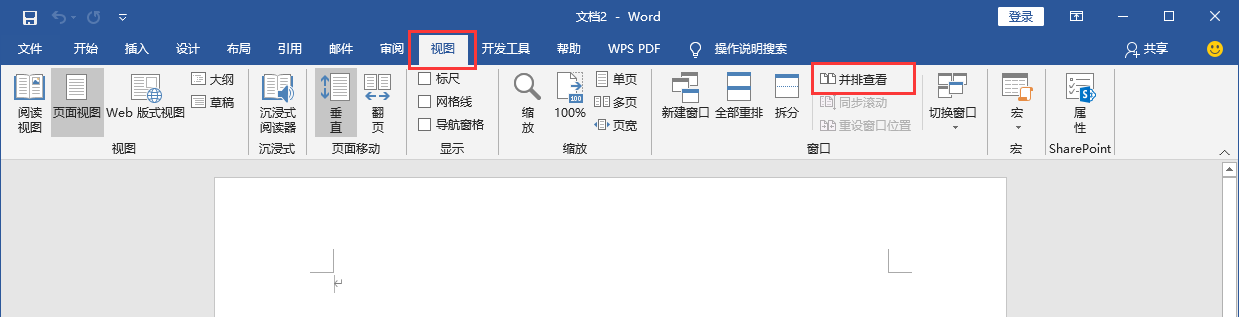 文档2 - Word
登录
文件 开始 插入 设计 布局 引用 邮件 审阅 视图 开发工具 帮助 WPS PDF 操作说明搜索 共享
阅读视图
页面视图
Web 版式视图
大纲
草稿
视图
沉浸式阅读器
沉浸式
垂直
翻页
页面移动
标尺
网格线
导航窗格
显示
缩放
100%
100
单页
多页
页宽
缩放
新建窗口
全部重排
拆分
并排查看
同步滚动
重设窗口位置
切换窗口
窗口
宏
宏
属性
SharePoint